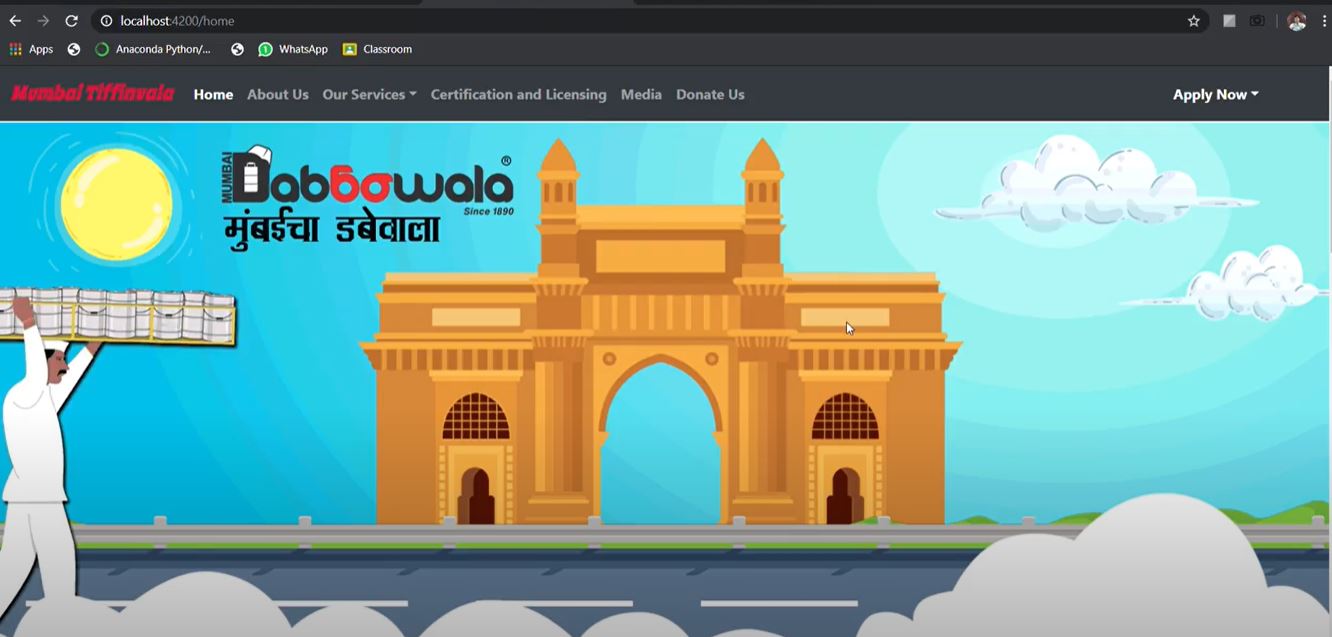 localhost:4200/home
Apps Anaconda Python/... WhatsApp Classroom
Mumbai Tiffinvala Home About Us Our Services Certification and Licensing Media Donate Us Apply Now
MUMBAI Dabbawala ®
Since 1890
मुंबईचा डबेवाला